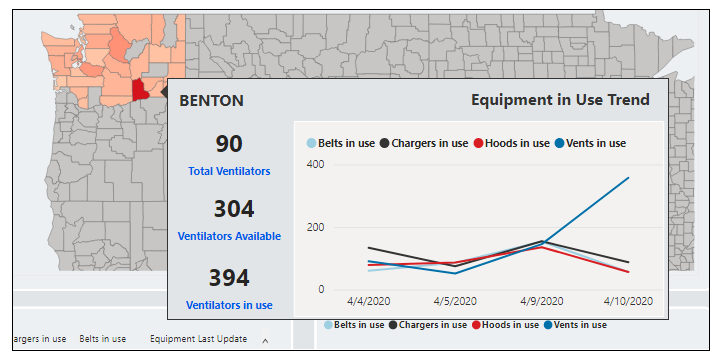 BENTON
90
Total Ventilators
304
Ventilators Available
394
Ventilators in use
Equipment in Use Trend
Belts in use Chargers in use Hoods in use Vents in use
400
200
0
4/4/2020 4/5/2020 4/9/2020 4/10/2020
Belts in use Chargers in use Hoods in use Vents in use
argers in use Belts in use Equipment Last Update